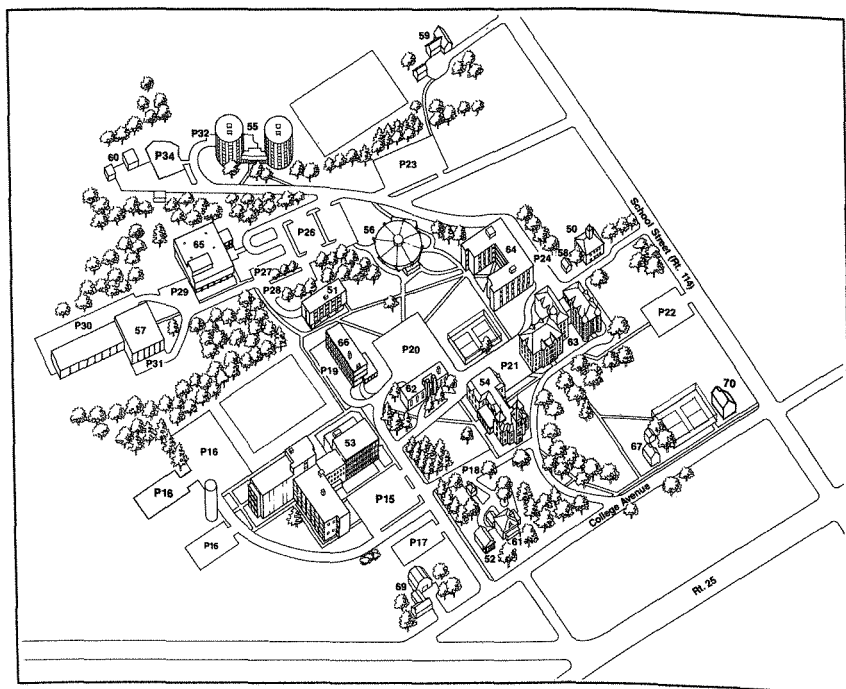 59
55
P32
60
P34
P23
School Street (Rt. 114)
50
56
64
P26
65
P24
58
P27
P28
51
P29
P22
P30
63
57
66
P20
P21
P31
P19
70
62
54
53
67
P16
P18
P16
P15
College Avenue
61
P16
P17
52
69
Rt. 25